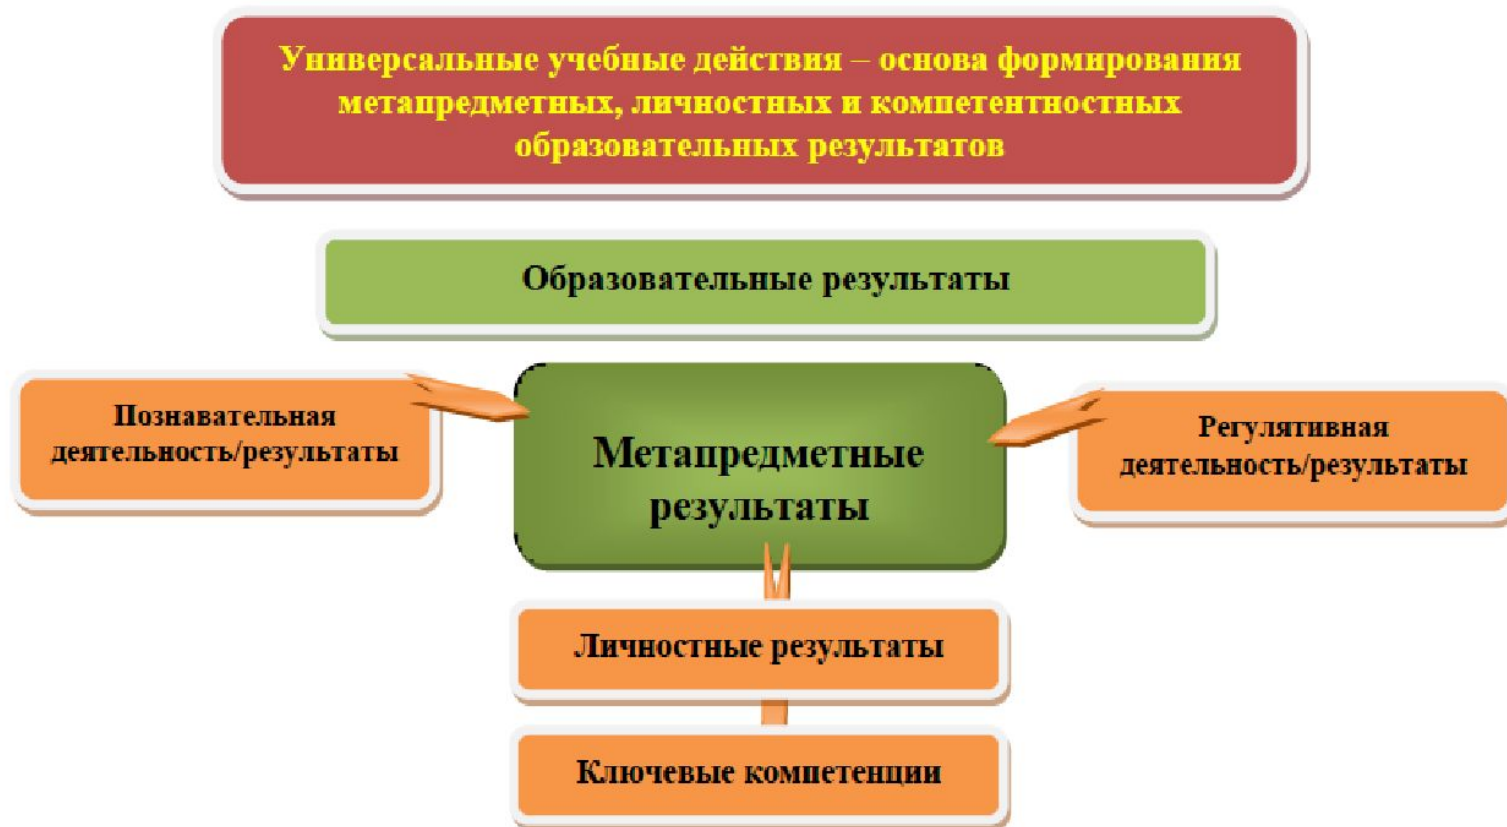 Универсальные учебные действия – основа формирования
метапредметных, личностных и компетентностных
образовательных результатов
Образовательные результаты
Познавательная
деятельность/результаты
Метапредметные
результаты
Регулятивная
деятельность/результаты
Личностные результаты
Ключевые компетенции